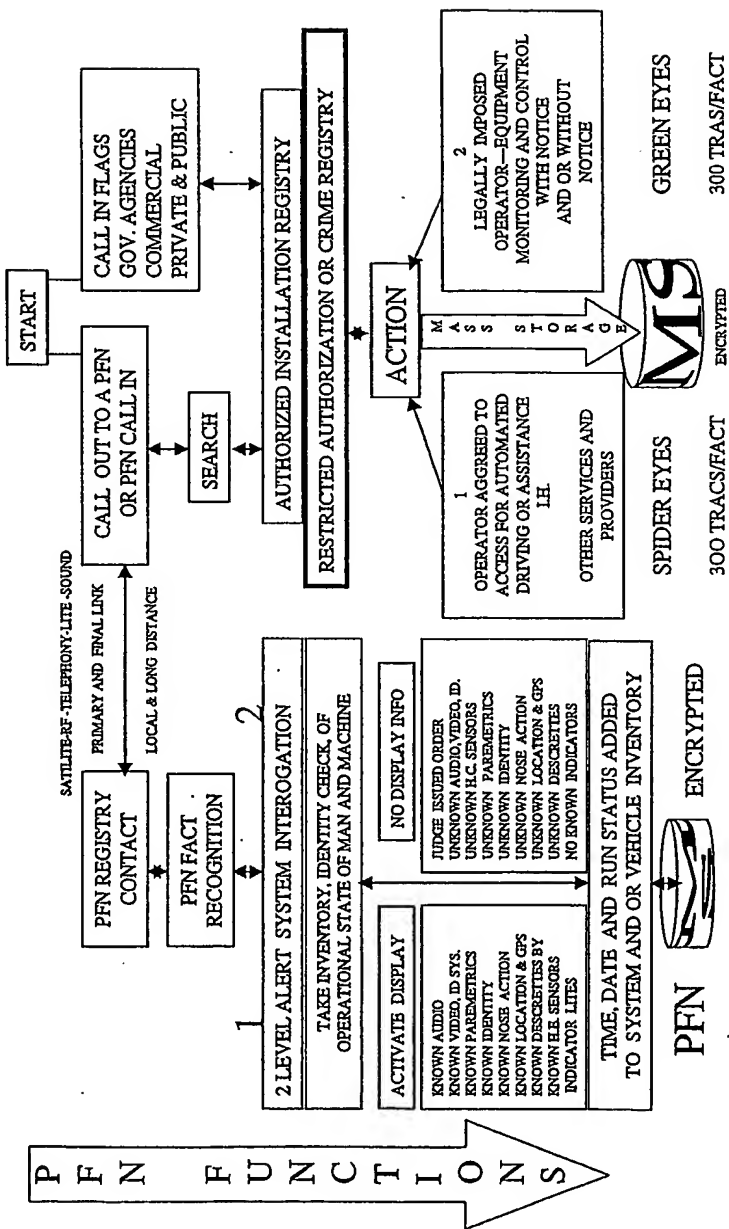 P F N F U N C T I O N S
START
CALL OUT TO A PFN
OR PFN CALL IN
CALL IN FLAGS
GOV. AGENCIES
COMMERCIAL
PRIVATE & PUBLIC
SATILITE-RF-TELEPHONY-LITE-SOUND
PRIMARY AND FINAL LINK
LOCAL & LONG DISTANCE
PFN REGISTRY
CONTACT
SEARCH
PFN FACT
RECOGNITION
AUTHORIZED INSTALLATION REGISTRY
RESTRICTED AUTHORIZATION OR CRIME REGISTRY
1
2
2 LEVEL ALERT SYSTEM INTEROGATION
TAKE INVENTORY, IDENTITY CHECK, OF
OPERATIONAL STATE OF MAN AND MACHINE
ACTIVATE DISPLAY
NO DISPLAY INFO
KNOWN AUDIO
KNOWN VIDEO, ID SYS.
KNOWN PAREMETRICS
KNOWN IDENTITY
KNOWN NOSE ACTION
KNOWN LOCATION & GPS
KNOWN DESCRETTIES BY
KNOWN H.E. SENSORS
INDICATOR LITES
JUDGE ISSUED ORDER
UNKNOWN AUDIO,VIDEO, ID.
UNKNOWN H.C. SENSORS
UNKNOWN PAREMETRICS
UNKNOWN IDENTITY
UNKNOWN NOSE ACTION
UNKNOWN LOCATION & GPS
UNKNOWN DESCRETIES
NO KNOWN INDICATORS
TIME, DATE AND RUN STATUS ADDED
TO SYSTEM AND OR VEHICLE INVENTORY
PFN
ENCRYPTED
ACTION
MASS STORAGE
1
OPERATOR AGGREED TO
ACCESS FOR AUTOMATED
DRIVING OR ASSISTANCE
I.H.
OTHER SERVICES AND
PROVIDERS
2
LEGALLY IMPOSED
OPERATOR—EQUIPMENT
MONITORING AND CONTROL
WITH NOTICE
AND OR WITHOUT
NOTICE
MS
ENCRYPTED
SPIDER EYES
300 TRACS/FACT
GREEN EYES
300 TRAS/FACT